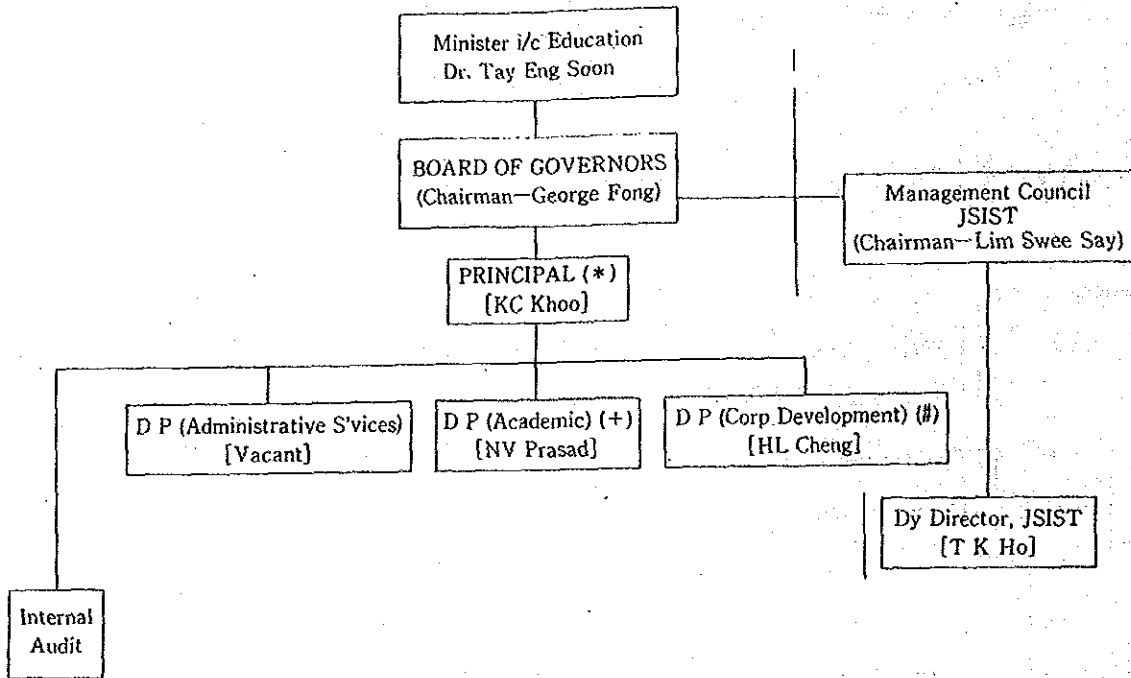 Minister i/c Education
Dr. Tay Eng Soon
BOARD OF GOVERNORS
(Chairman—George Fong)
Management Council
JSIST
(Chairman—Lim Swee Say)
PRINCIPAL (*)
[KC Khoo]
D P (Administrative S'vices)
[Vacant]
D P (Academic) (+)
[NV Prasad]
D P (Corp Development) (#)
[HL Cheng]
Dy Director, JSIST
[T K Ho]
Internal
Audit